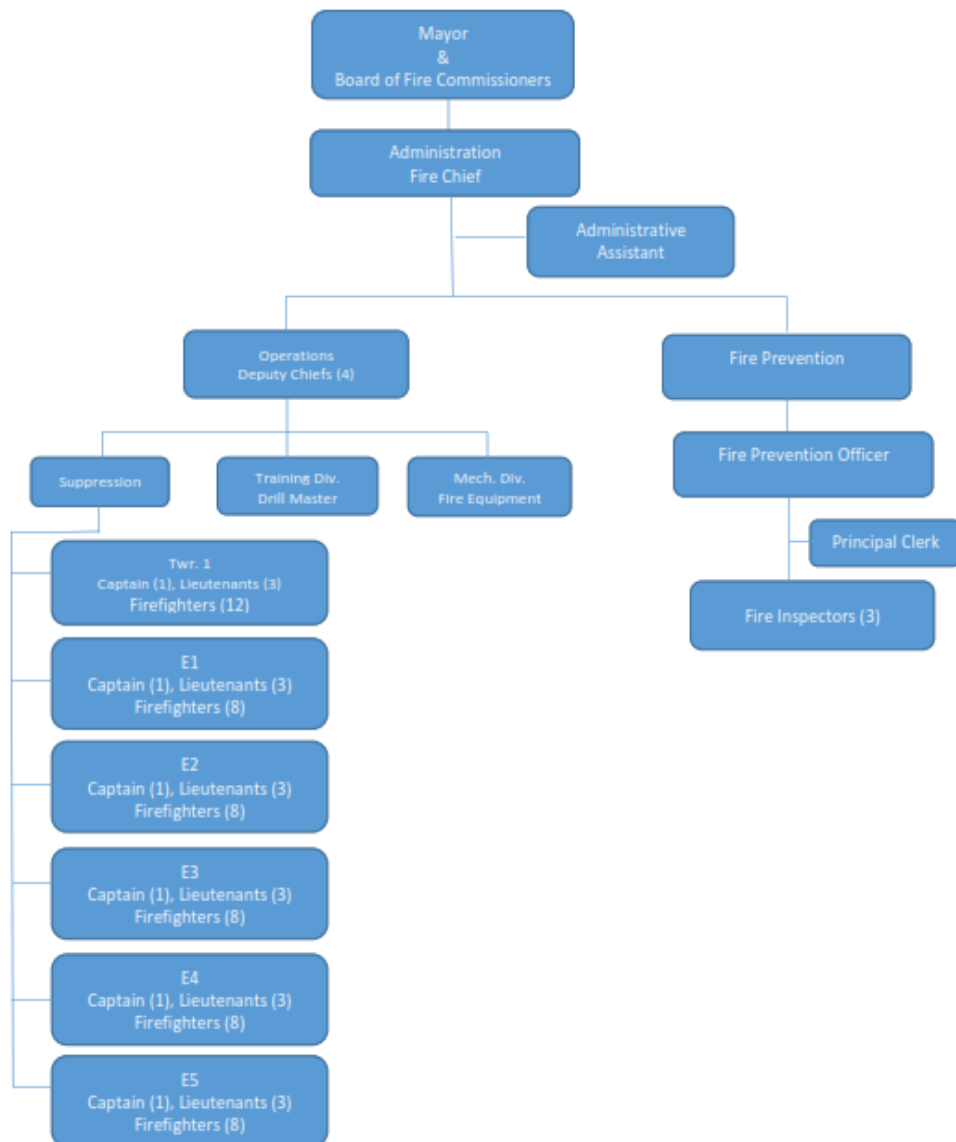 Mayor
&
Board of Fire Commissioners
Administration
Fire Chief
Administrative
Assistant
Operations
Deputy Chiefs (4)
Fire Prevention
Suppression
Training Div.
Drill Master
Mech. Div.
Fire Equipment
Fire Prevention Officer
Principal Clerk
Fire Inspectors (3)
Twr. 1
Captain (1), Lieutenants (3)
Firefighters (12)
E1
Captain (1), Lieutenants (3)
Firefighters (8)
E2
Captain (1), Lieutenants (3)
Firefighters (8)
E3
Captain (1), Lieutenants (3)
Firefighters (8)
E4
Captain (1), Lieutenants (3)
Firefighters (8)
E5
Captain (1), Lieutenants (3)
Firefighters (8)